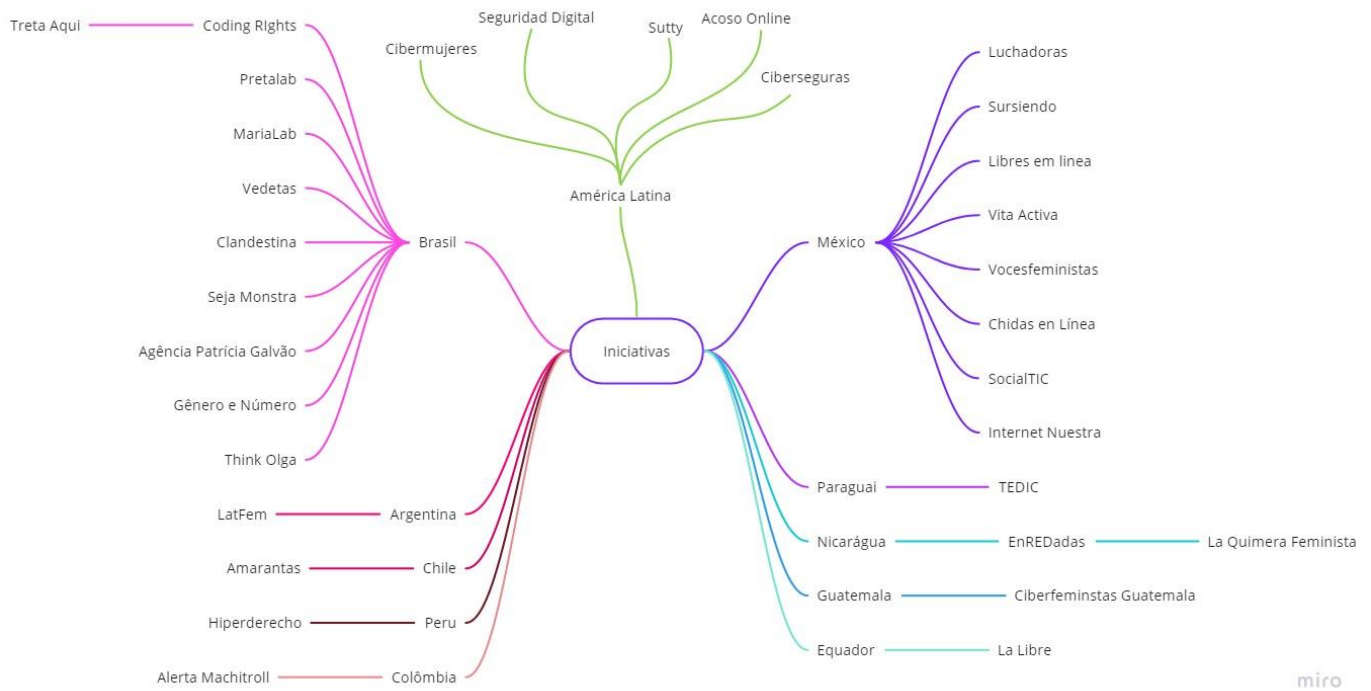 Treta Aqui
Coding RIghts
Pretalab
MariaLab
Vedetas
Clandestina
Seja Monstra
Agência Patrícia Galvão
Gênero e Número
Think Olga
Brasil
LatFem
Argentina
Amarantas
Chile
Hiperderecho
Peru
Alerta Machitroll
Colômbia
Cibermujeres
Seguridad Digital
Sutty
Acoso Online
Ciberseguras
América Latina
Iniciativas
México
Luchadoras
Sursiendo
Libres em linea
Vita Activa
Vocesfeministas
Chidas en Línea
SocialTIC
Internet Nuestra
Paraguai
TEDIC
Nicarágua
EnREDadas
La Quimera Feminista
Guatemala
Ciberfeminstas Guatemala
Equador
La Libre
miro